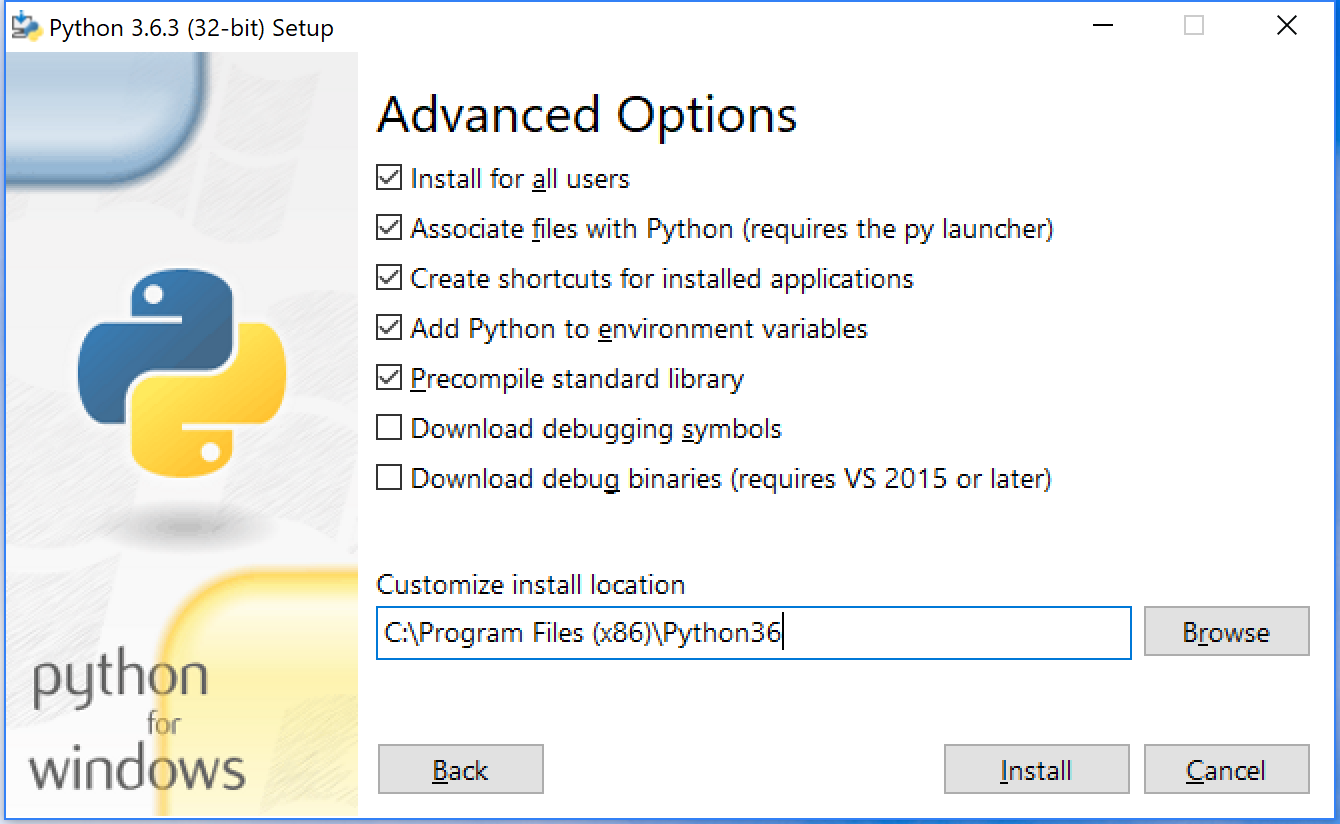 Python 3.6.3 (32-bit) Setup
Advanced Options
Install for all users
Associate files with Python (requires the py launcher)
Create shortcuts for installed applications
Add Python to environment variables
Precompile standard library
Download debugging symbols
Download debug binaries (requires VS 2015 or later)
Customize install location
C:\Program Files (x86)\Python36
Browse
python
for
windows
Back
Install
Cancel